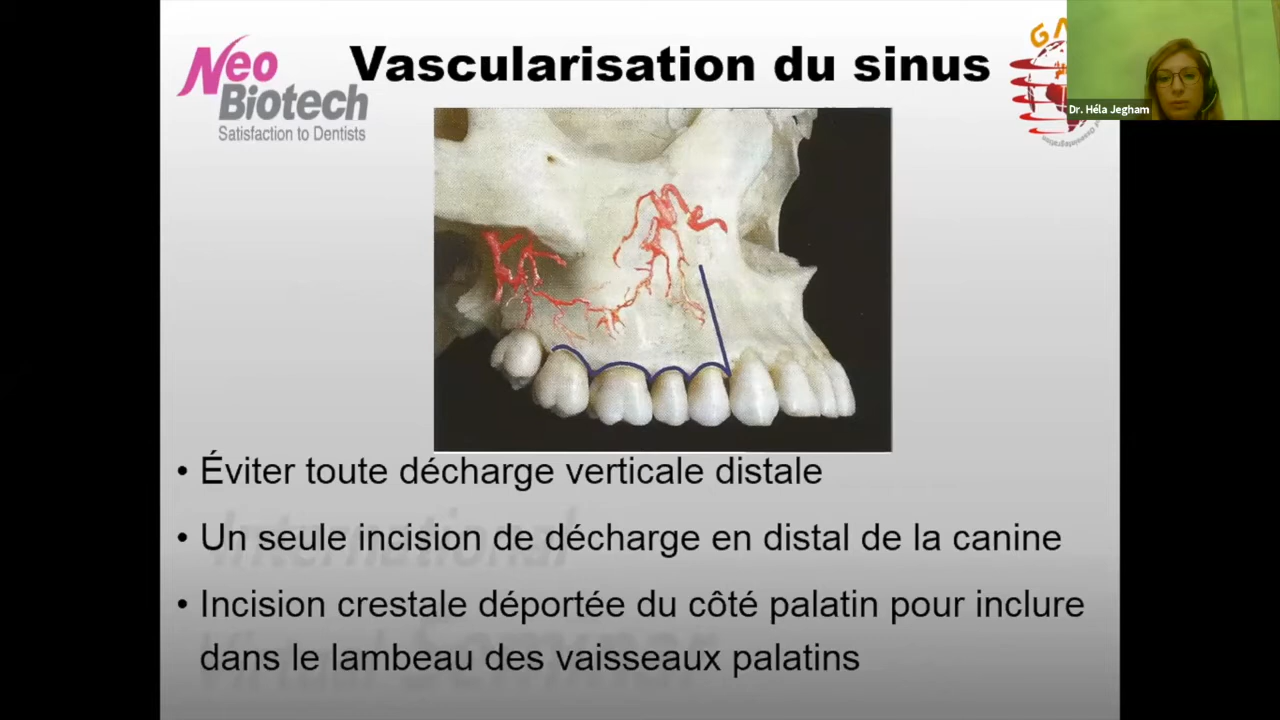 Neo
Biotech
Satisfaction to Dentists
Vascularisation du sinus
Dr. Héla Jegham
• Éviter toute décharge verticale distale
• Un seule incision de décharge en distal de la canine
• Incision crestale déportée du côté palatin pour inclure
dans le lambeau des vaisseaux palatins
International